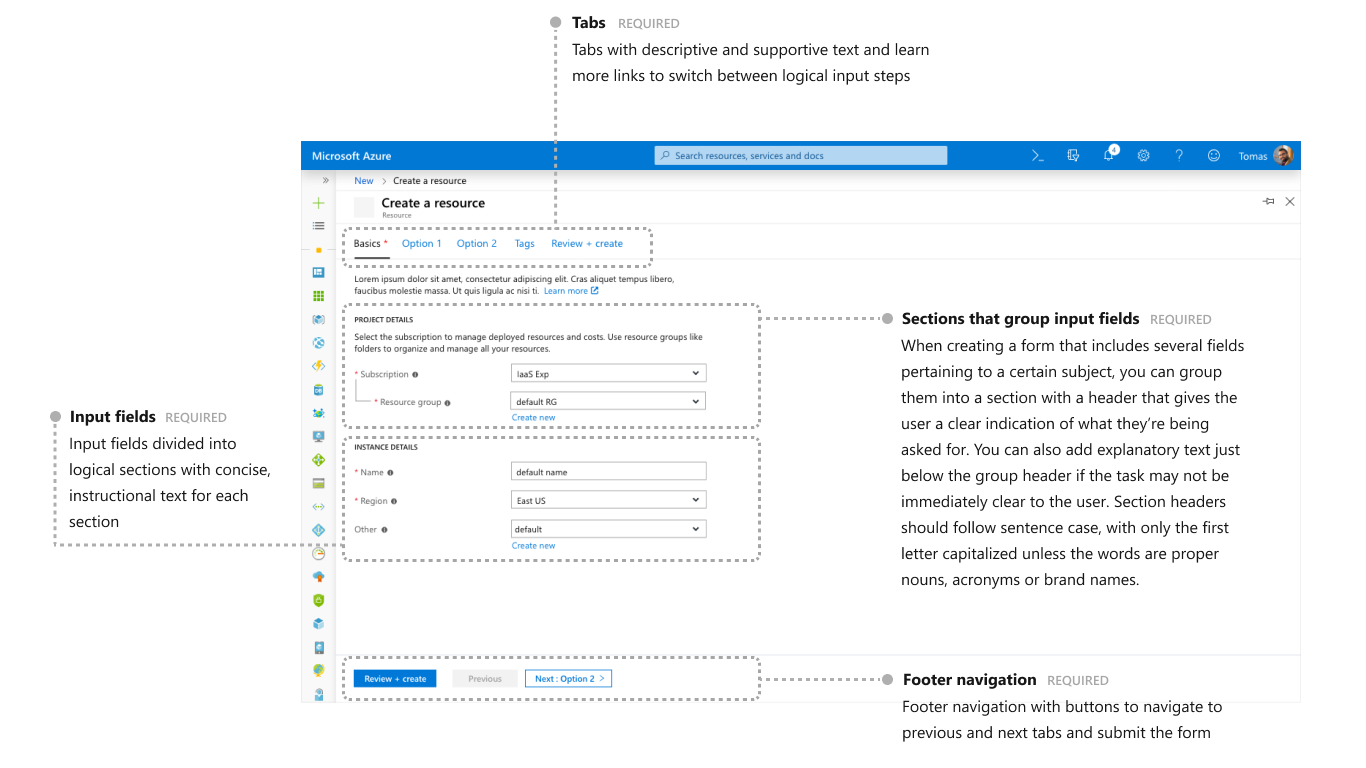 Tabs REQUIRED
Tabs with descriptive and supportive text and learn
more links to switch between logical input steps
Microsoft Azure
Search resources, services and docs
4
Tomas
New > Create a resource
Create a resource
Resource
Basics * Option 1 Option 2 Tags Review + create
Lorem ipsum dolor sit amet, consectetur adipiscing elit. Cras aliquet tempus libero,
faucibus molestie massa. Ut quis ligula ac nisi ti. Learn more
PROJECT DETAILS
Select the subscription to manage deployed resources and costs. Use resource groups like
folders to organize and manage all your resources.
* Subscription
IaaS Exp
* Resource group
default RG
Create new
INSTANCE DETAILS
* Name
default name
* Region
East US
Other
default
Create new
Review + create
Previous
Next : Option 2 >
Input fields REQUIRED
Input fields divided into
logical sections with concise,
instructional text for each
section
Sections that group input fields REQUIRED
When creating a form that includes several fields
pertaining to a certain subject, you can group
them into a section with a header that gives the
user a clear indication of what they’re being
asked for. You can also add explanatory text just
below the group header if the task may not be
immediately clear to the user. Section headers
should follow sentence case, with only the first
letter capitalized unless the words are proper
nouns, acronyms or brand names.
Footer navigation REQUIRED
Footer navigation with buttons to navigate to
previous and next tabs and submit the form